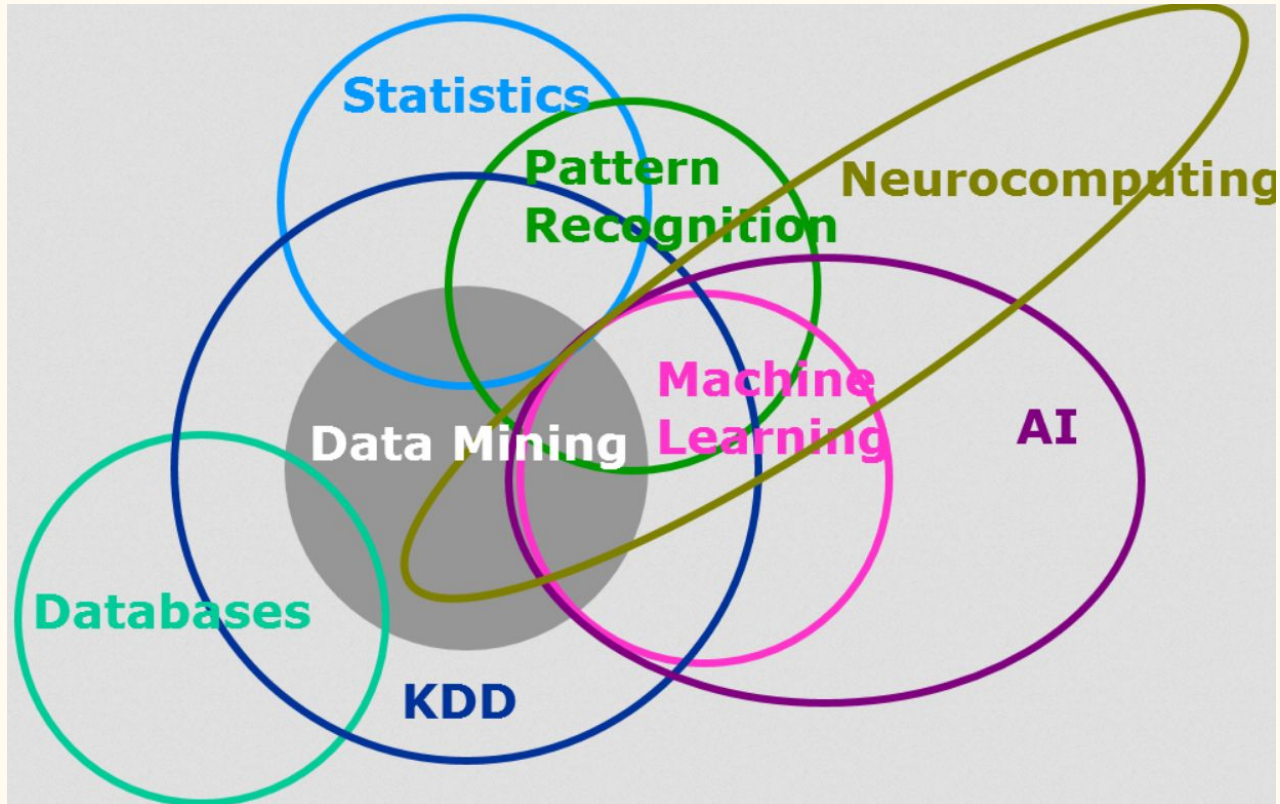 Statistics
Pattern
Recognition
Neurocomputing
Machine
Learning
AI
Data Mining
Databases
KDD